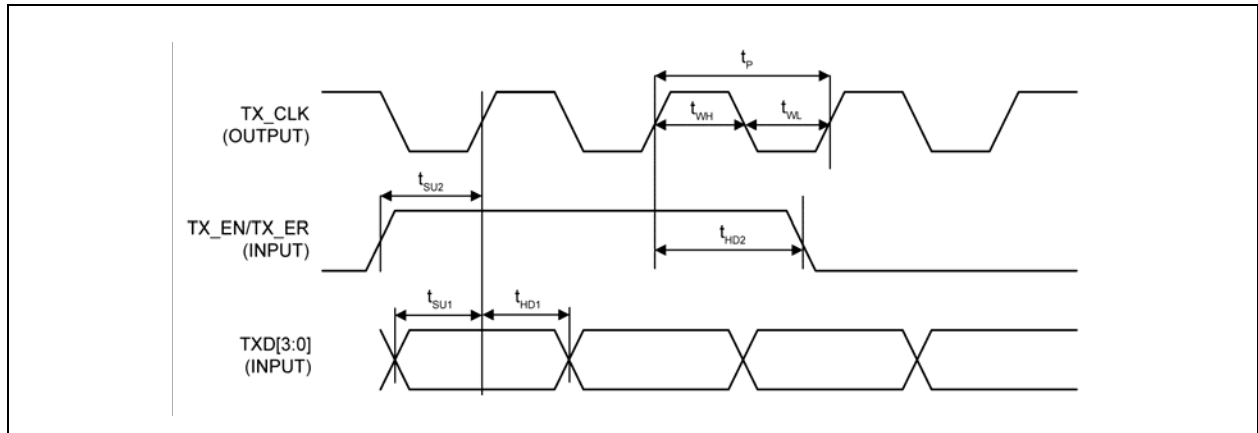 t_P
TX_CLK
(OUTPUT)
t_WH
t_WL
t_SU2
TX_EN/TX_ER
(INPUT)
t_HD2
t_SU1
t_HD1
TXD[3:0]
(INPUT)